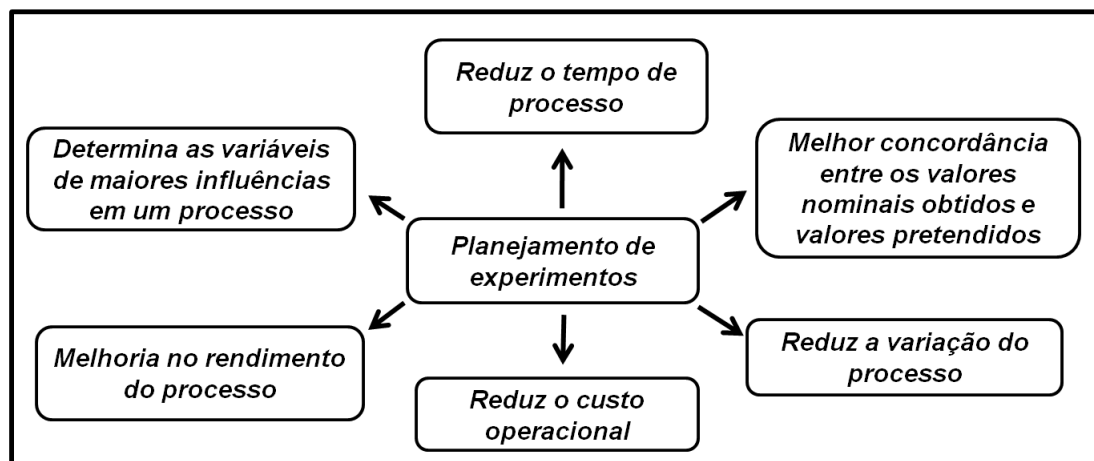 Reduz o tempo de
processo
Determina as variáveis
de maiores influências
em um processo
Melhor concordância
entre os valores
nominais obtidos e
valores pretendidos
Planejamento de
experimentos
Melhoria no rendimento
do processo
Reduz o custo
operacional
Reduz a variação do
processo